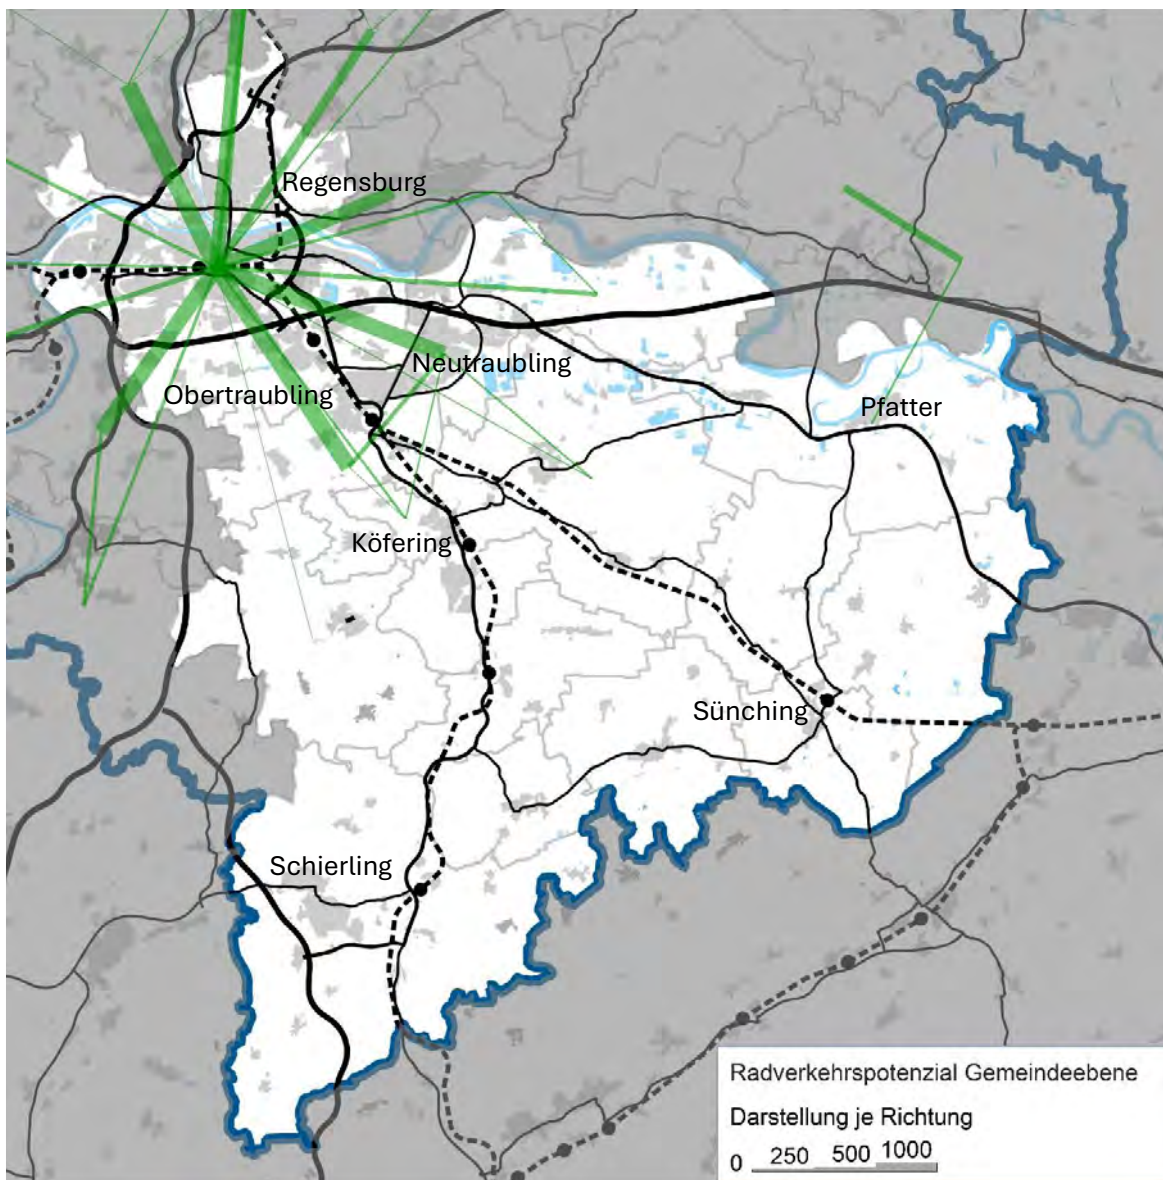 Regensburg
Neutraubling
Obertraubling
Pfatter
Köfering
Sünching
Schierling
Radverkehrspotenzial Gemeindeebene
Darstellung je Richtung
0 250 500 1000